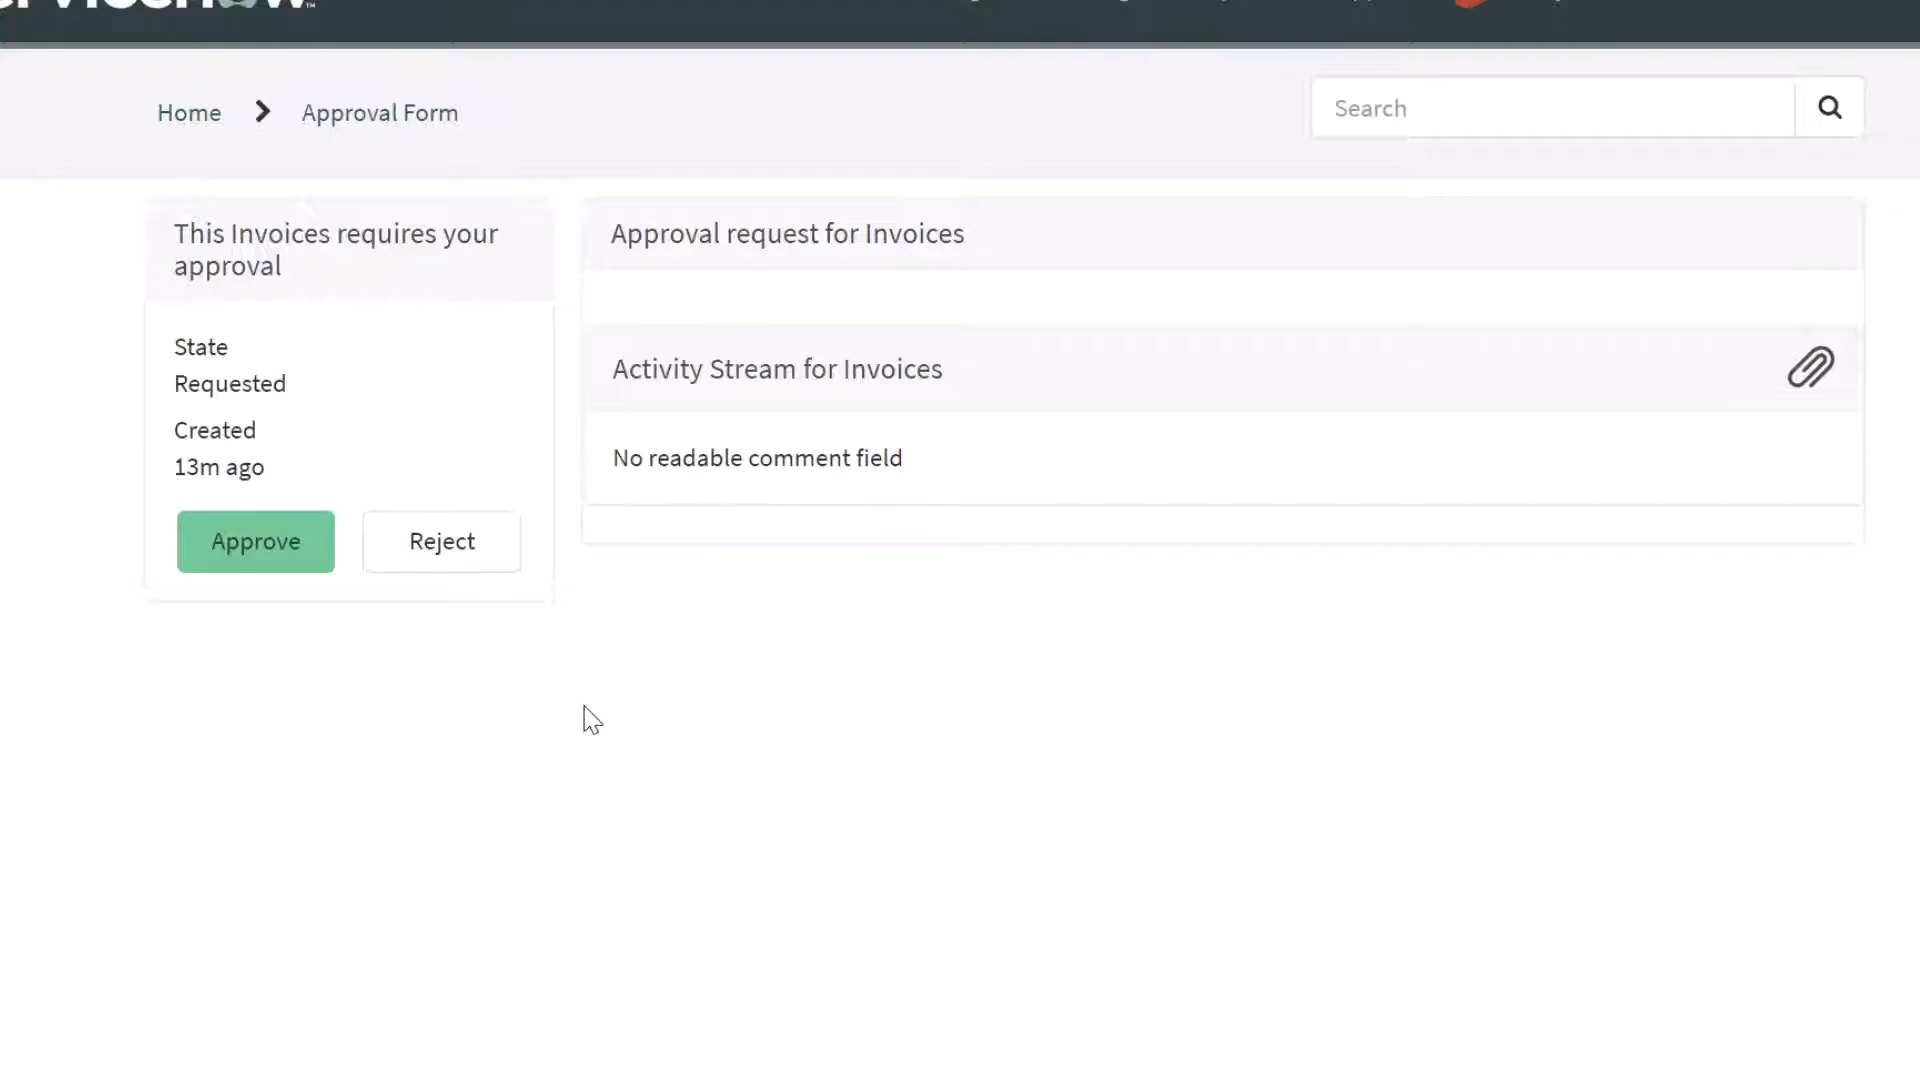 Home Approval Form
Search
This Invoices requires your
approval
State
Requested
Created
13m ago
Approve Reject
Approval request for Invoices
Activity Stream for Invoices
No readable comment field